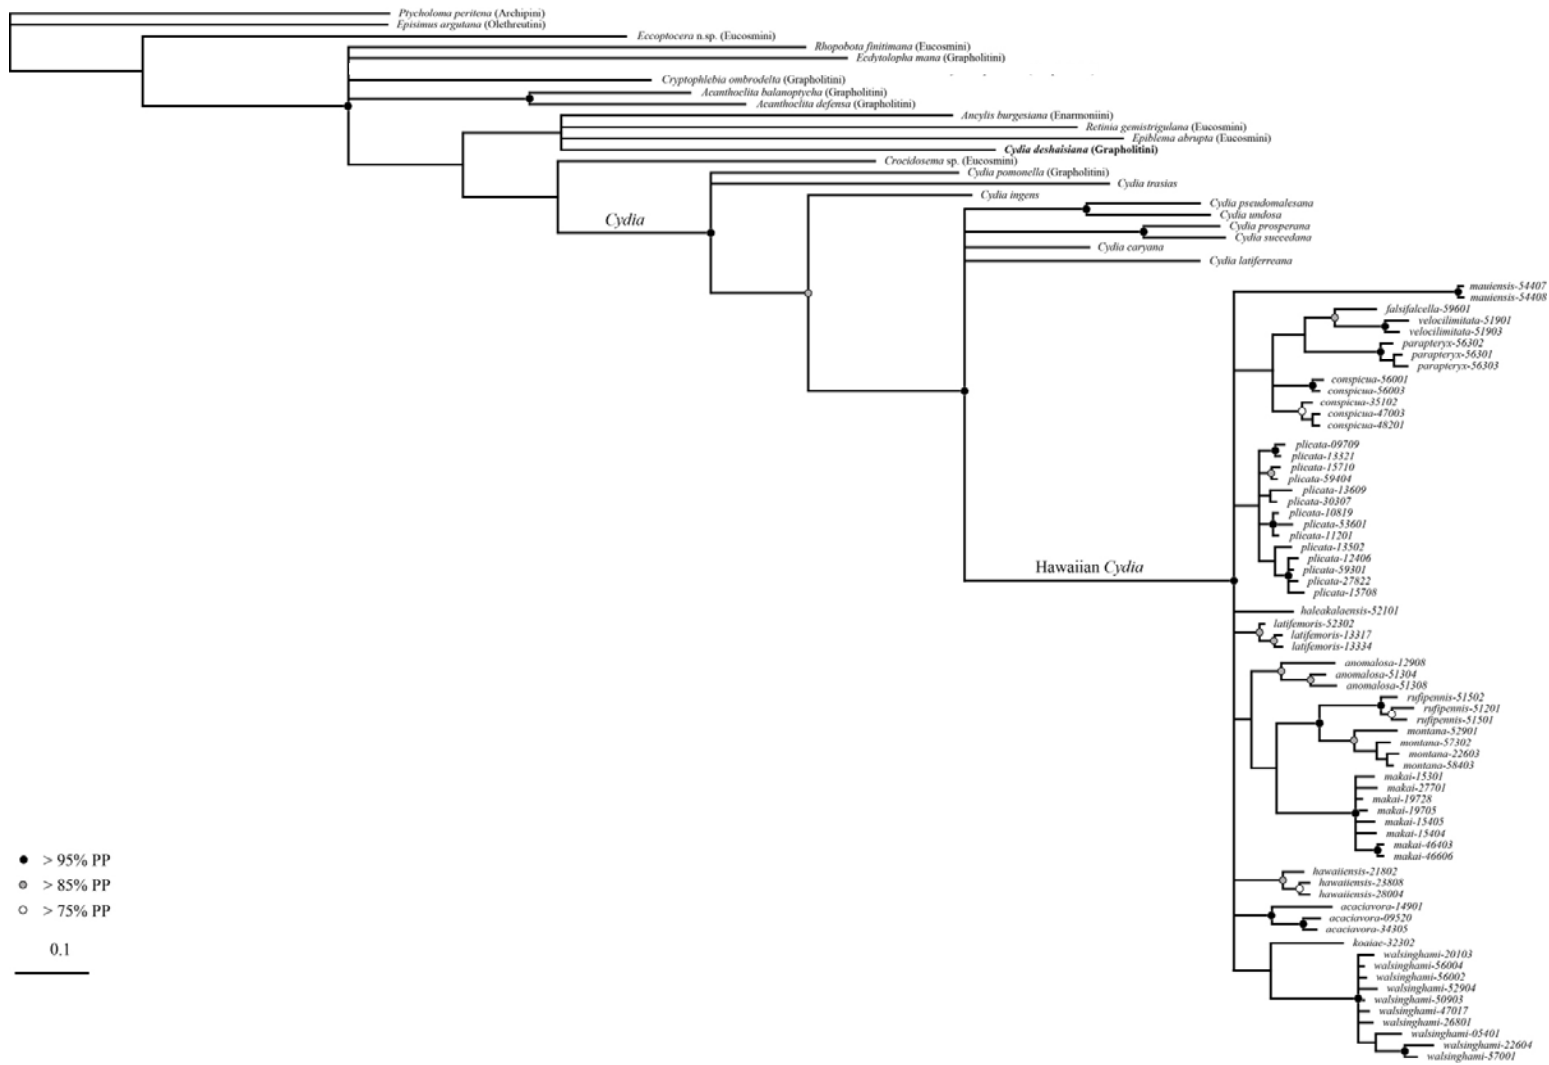 Ptycholoma peritena (Archipini)
Episimus argutana (Olethreutini)
Eccoptocera n.sp. (Eucosmini)
Rhopobota finitimana (Eucosmini)
Ecdytolopha mana (Grapholitini)
Cryptophlebia ombrodelta (Grapholitini)
Acanthoclita balanoptycha (Grapholitini)
Acanthoclita defensa (Grapholitini)
Ancylis burgesiana (Enarmoniini)
Retinia gemistrigulana (Eucosmini)
Epiblema abrupta (Eucosmini)
Cydia deshaisiana (Grapholitini)
Crocidosema sp. (Eucosmini)
Cydia pomonella (Grapholitini)
Cydia trasias
Cydia ingens
Cydia pseudomalesana
Cydia undosa
Cydia
Cydia prosperana
Cydia succedana
Cydia caryana
Cydia latiferreana
mauiensis-54407
mauiensis-54408
falsifalcella-59601
velocilimitata-51901
velocilimitata-51903
parapteryx-56302
parapteryx-56301
parapteryx-56303
conspicua-56001
conspicua-56003
conspicua-35102
conspicua-47003
conspicua-48201
plicata-09709
plicata-13321
plicata-15710
plicata-59404
plicata-13609
plicata-30307
plicata-10819
plicata-53601
plicata-11201
plicata-13502
plicata-12406
Hawaiian Cydia
plicata-59301
plicata-27822
plicata-15708
haleakalaensis-52101
latifemoris-52302
latifemoris-13317
latifemoris-13334
anomalosa-12908
anomalosa-51304
anomalosa-51308
rufipennis-51502
rufipennis-51201
rufipennis-51501
montana-52901
montana-57302
montana-22603
montana-58403
makai-15301
makai-27701
makai-19728
makai-19705
makai-15405
makai-15404
makai-46403
makai-46606
> 95% PP
hawaiiensis-21802
hawaiiensis-23808
> 85% PP
hawaiiensis-28004
acaciavora-14901
> 75% PP
acaciavora-09520
acaciavora-34305
koaiae-32302
0.1
walsinghami-20103
walsinghami-56004
walsinghami-56002
walsinghami-52904
walsinghami-50903
walsinghami-47017
walsinghami-26801
walsinghami-05401
walsinghami-22604
walsinghami-57001